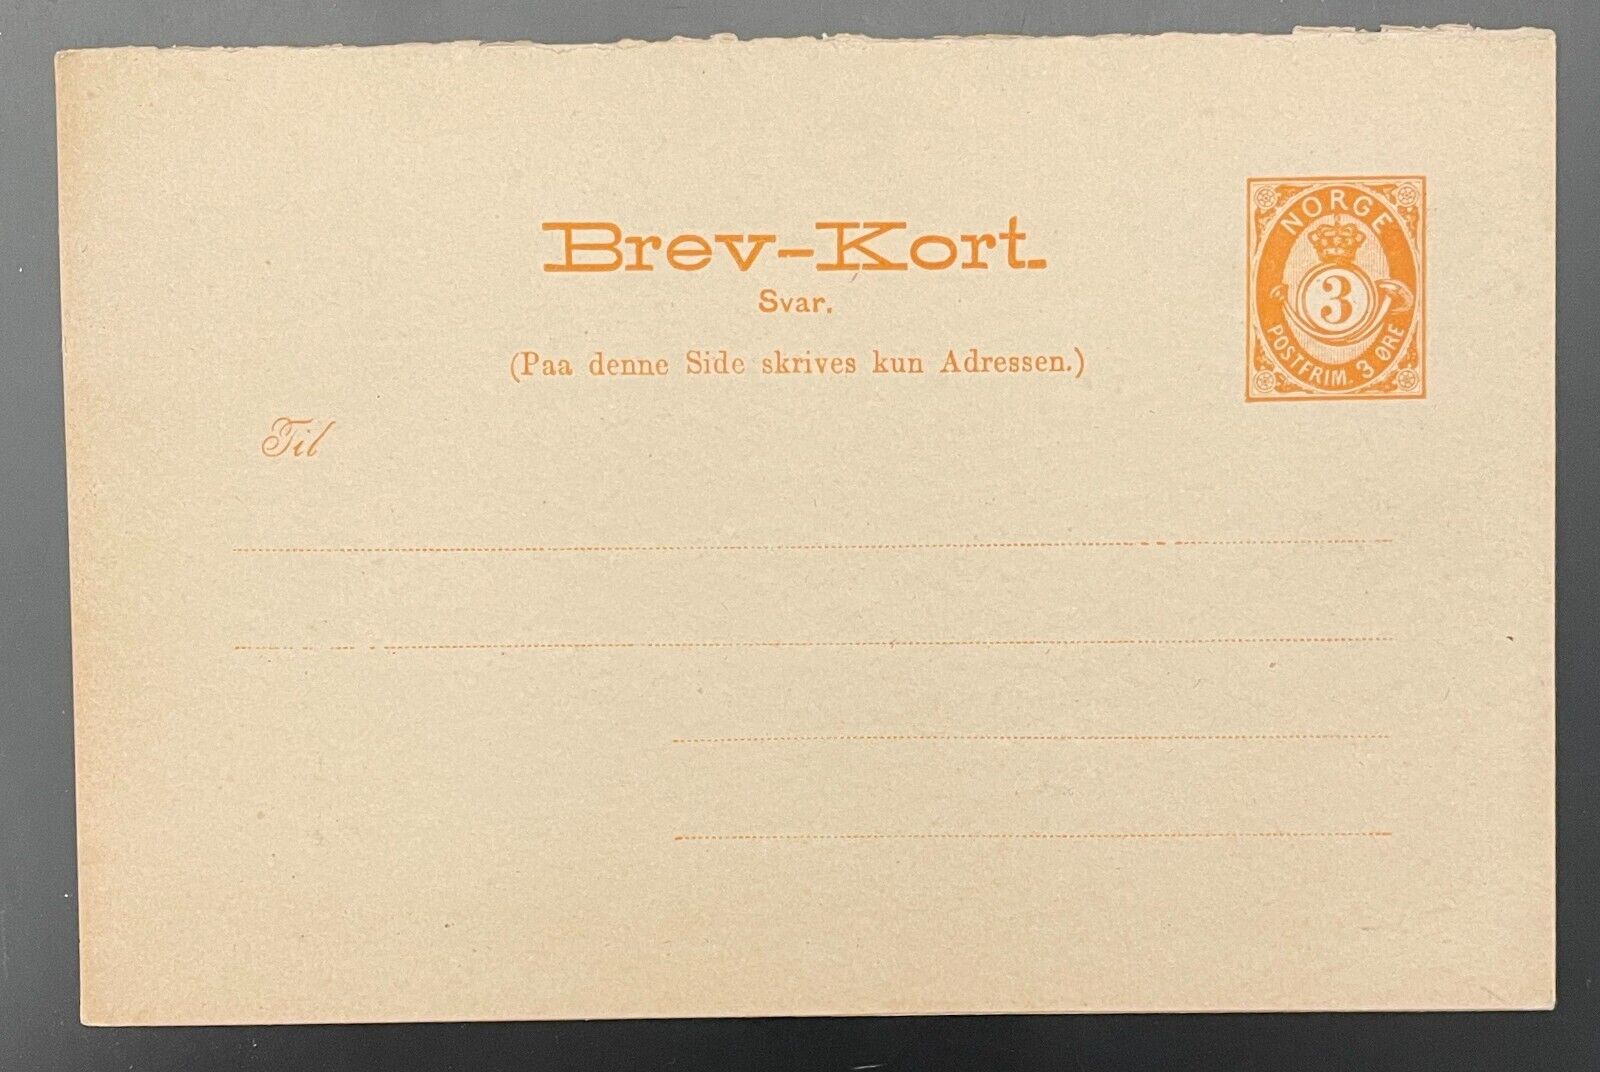 Brev-Kort.
Svar.
(Paa denne Side skrives kun Adressen.)
NORGE
3
POSTFRIM. 3 ØRE
Til